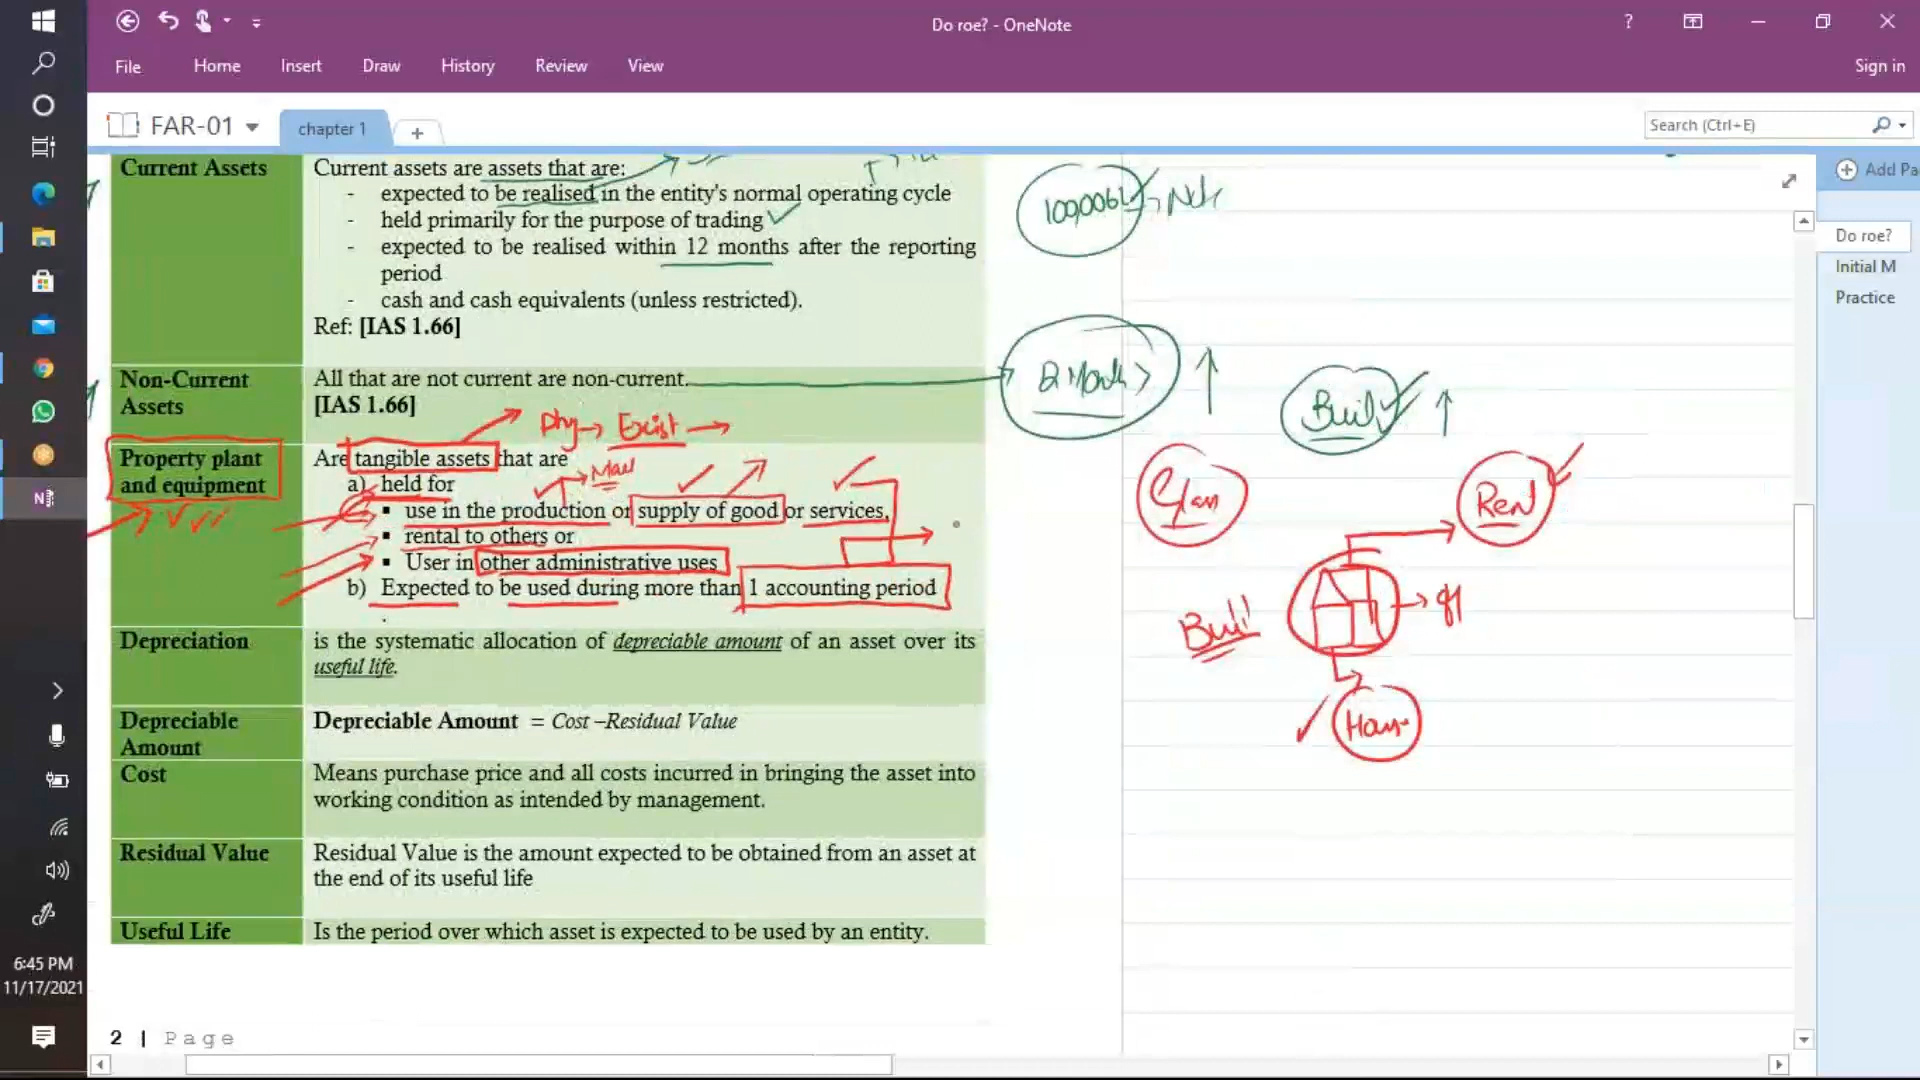 Do roe? - OneNote
?
File Home Insert Draw History Review View
Sign in
FAR-01
chapter 1
+
Search (Ctrl+E)
Add Pa
Do roe?
Initial M
Practice
Current Assets
Current assets are assets that are:
- expected to be realised in the entity's normal operating cycle
- held primarily for the purpose of trading
- expected to be realised within 12 months after the reporting
period
- cash and cash equivalents (unless restricted).
Ref: [IAS 1.66]
Non-Current
Assets
All that are not current are non-current.
[IAS 1.66]
Phy → Exist →
Property plant
and equipment
Are tangible assets that are
a) held for
▪ use in the production or supply of good or services,
▪ rental to others or
▪ User in other administrative uses
b) Expected to be used during more than 1 accounting period
.
Depreciation
is the systematic allocation of depreciable amount of an asset over its
useful life.
Depreciable
Amount
Depreciable Amount = Cost –Residual Value
Cost
Means purchase price and all costs incurred in bringing the asset into
working condition as intended by management.
Residual Value
Residual Value is the amount expected to be obtained from an asset at
the end of its useful life
Useful Life
Is the period over which asset is expected to be used by an entity.
2 | Page
Rent
6:45 PM
11/17/2021